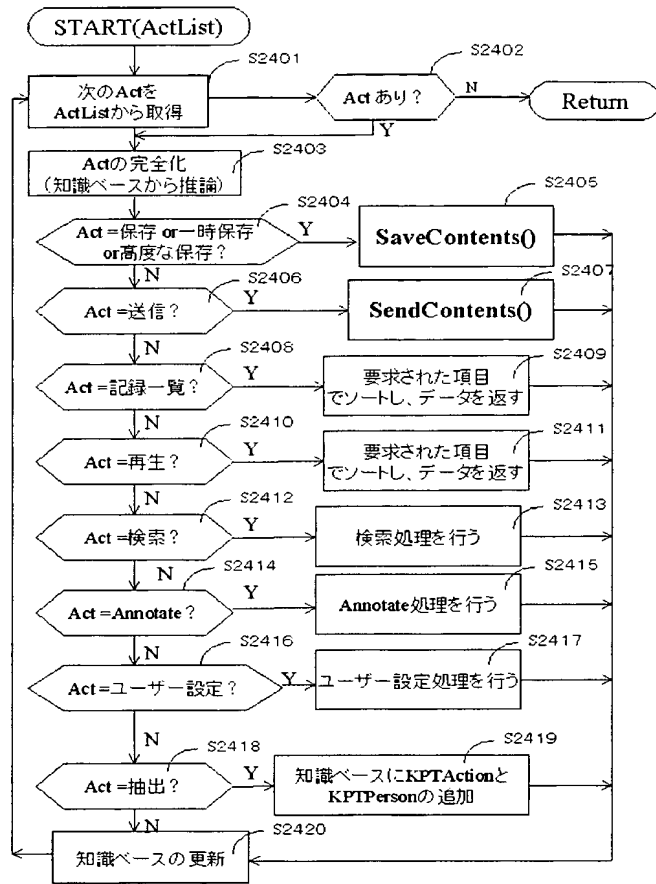 START(ActList)
S2401
次のActを
ActListから取得
S2402
Act あり？
N
Return
Y
S2403
Actの完全化
（知識ベースから推論）
S2404
Act =保存 or一時保存
or高度な保存？
Y
S2405
SaveContents()
N
S2406
Act =送信？
Y
S2407
SendContents()
N
S2408
Act =記録一覧？
Y
S2409
要求された項目
でソートし、データを返す
N
S2410
Act =再生？
Y
S2411
要求された項目
でソートし、データを返す
N
S2412
Act =検索？
Y
S2413
検索処理を行う
N
S2414
Act =Annotate？
Y
S2415
Annotate処理を行う
N
S2416
Act =ユーザー設定？
Y
S2417
ユーザー設定処理を行う
N
S2418
Act =抽出？
Y
S2419
知識ベースにKPTActionと
KPTPersonの追加
N
S2420
知識ベースの更新